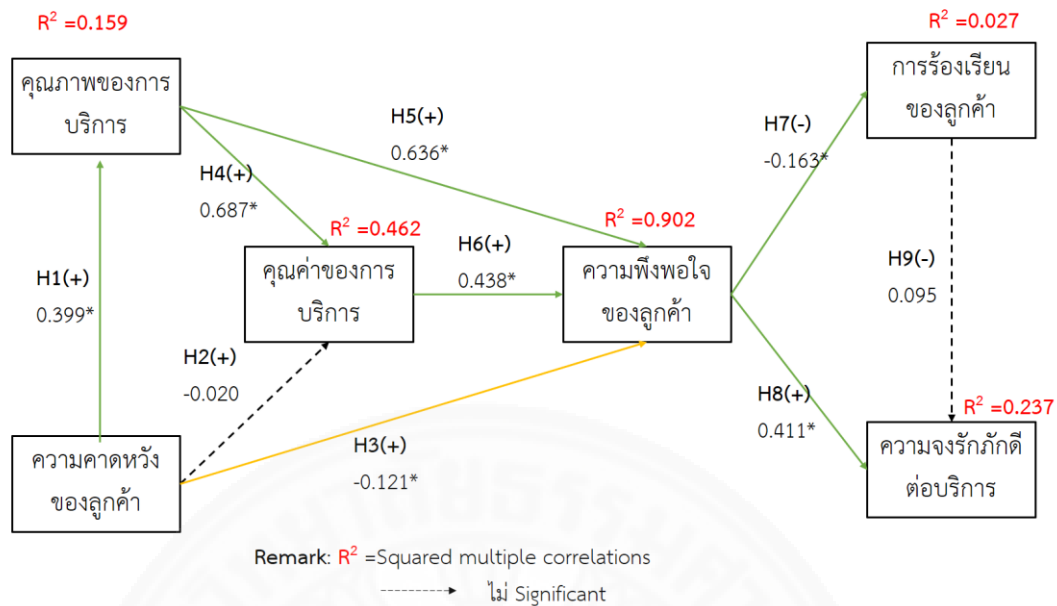 R² =0.159
คุณภาพของการ
บริการ
R² =0.027
การร้องเรียน
ของลูกค้า
H5(+)
0.636*
H7(-)
-0.163*
H4(+)
0.687*
R² =0.462
R² =0.902
H1(+)
0.399*
คุณค่าของการ
บริการ
H6(+)
0.438*
ความพึงพอใจ
ของลูกค้า
H9(-)
0.095
H2(+)
-0.020
H8(+)
0.411*
R² =0.237
ความคาดหวัง
ของลูกค้า
H3(+)
-0.121*
ความจงรักภักดี
ต่อบริการ
Remark: R² =Squared multiple correlations
ไม่ Significant